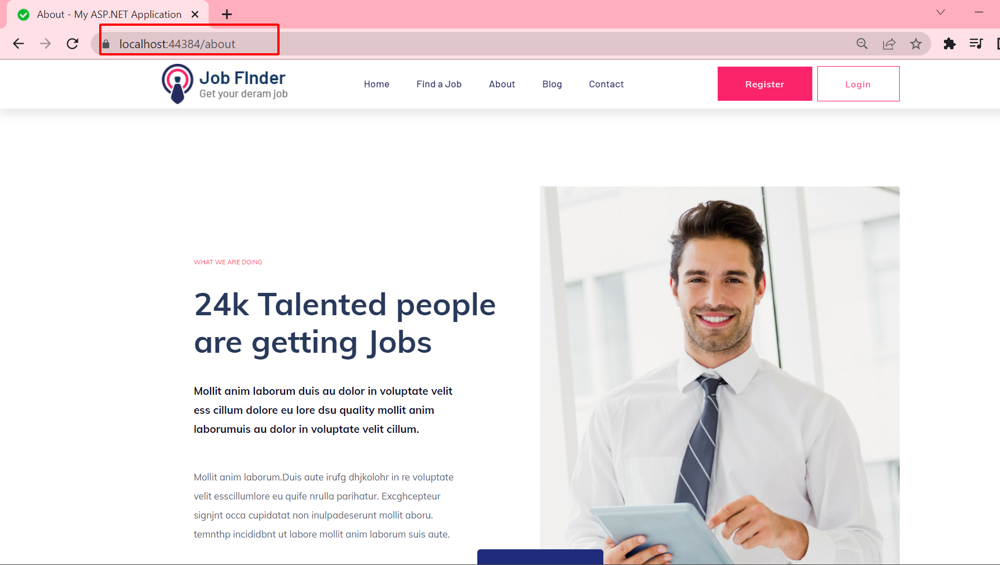 About - My ASP.NET Application
localhost:44384/about
Job FInder
Get your deram job
Home
Find a Job
About
Blog
Contact
Register
Login
WHAT WE ARE DOING
24k Talented people
are getting Jobs
Mollit anim laborum duis au dolor in voluptate velit
ess cillum dolore eu lore dsu quality mollit anim
laborumuis au dolor in voluptate velit cillum.
Mollit anim laborum.Duis aute irufg dhjkolohr in re voluptate
velit esscillumlore eu quife nrulla parihatur. Excghcepteur
signjnt occa cupidatat non inulpadeserunt mollit aboru.
temnthp incididbnt ut labore mollit anim laborum suis aute.